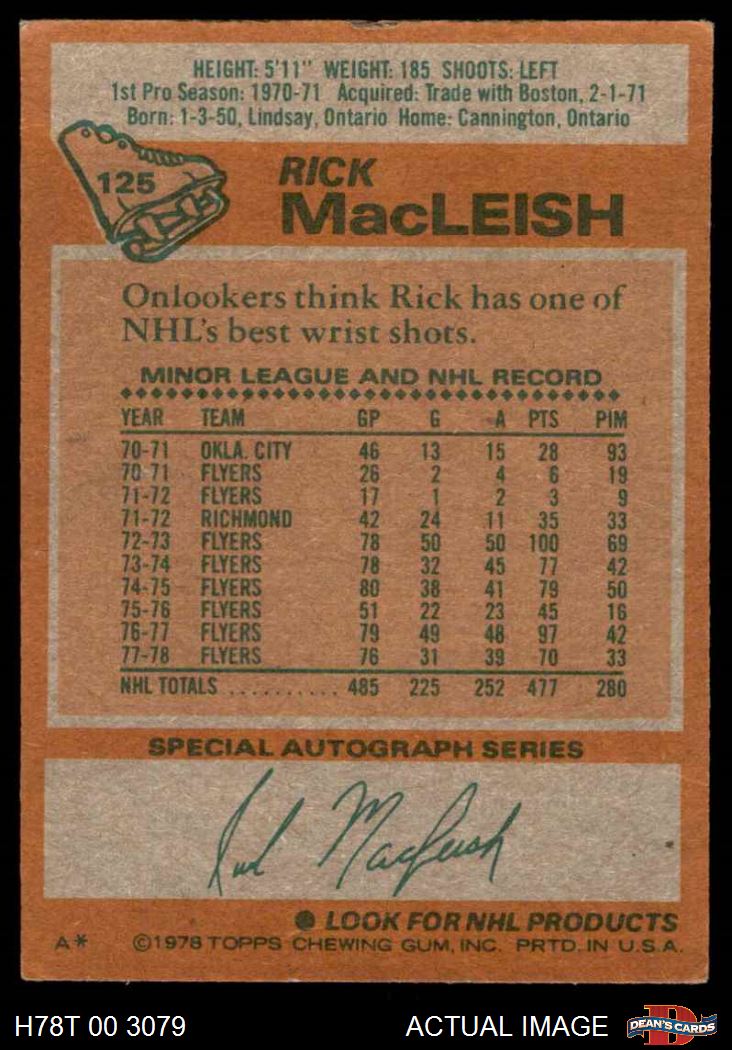 HEIGHT: 5'11" WEIGHT: 185 SHOOTS: LEFT
1st Pro Season: 1970-71 Acquired: Trade with Boston, 2-1-71
Born: 1-3-50, Lindsay, Ontario Home: Cannington, Ontario
125
RICK
MacLEISH
Onlookers think Rick has one of
NHL's best wrist shots.
MINOR LEAGUE AND NHL RECORD
YEAR TEAM GP G A PTS PIM
70-71 OKLA. CITY 46 13 15 28 93
70-71 FLYERS 26 2 4 6 19
71-72 FLYERS 17 1 2 3 9
71-72 RICHMOND 42 24 11 35 33
72-73 FLYERS 78 50 50 100 69
73-74 FLYERS 78 32 45 77 42
74-75 FLYERS 80 38 41 79 50
75-76 FLYERS 51 22 23 45 16
76-77 FLYERS 79 49 48 97 42
77-78 FLYERS 76 31 39 70 33
NHL TOTALS .......... 485 225 252 477 280
SPECIAL AUTOGRAPH SERIES
Rick MacLeish
● LOOK FOR NHL PRODUCTS
A* ©1978 TOPPS CHEWING GUM, INC. PRTD. IN U.S.A.
H78T 00 3079 ACTUAL IMAGE D DEAN'S CARDS